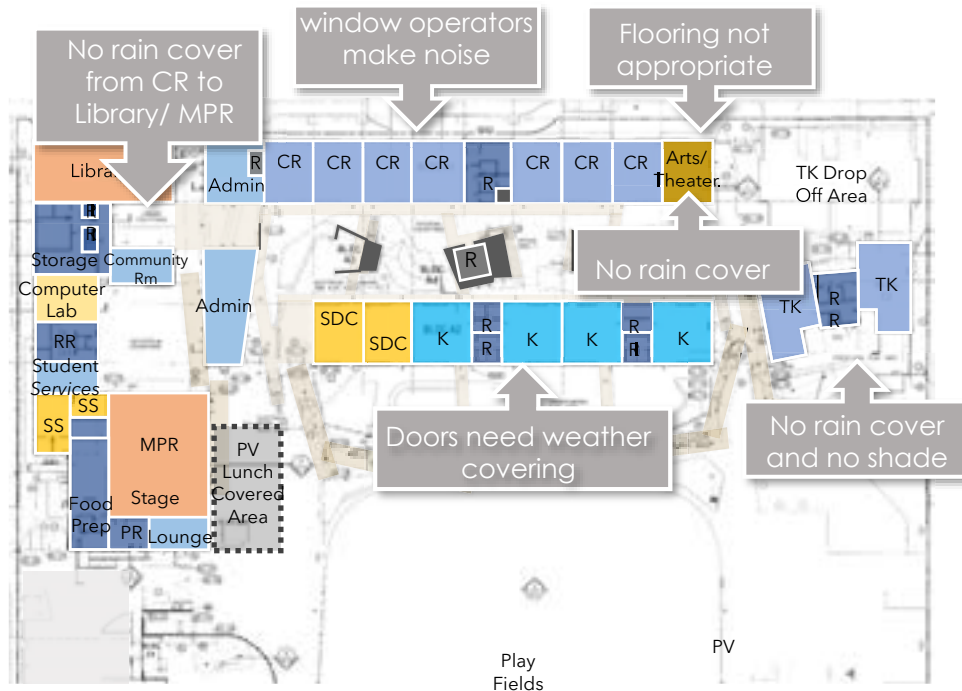 No rain cover
from CR to
Library/ MPR
window operators
make noise
Flooring not
appropriate
Admin
R
CR
CR
CR
CR
R
CR
CR
CR
Arts/
Theater.
TK Drop
Off Area
R
R
Storage
Community
Rm
Computer
Lab
Admin
R
No rain cover
TK
R
R
TK
SDC
SDC
K
R
R
K
K
R
R
K
RR
Student
Services
SS
SS
MPR
Stage
Food
Prep
PR
Lounge
PV
Lunch
Covered
Area
Doors need weather
covering
No rain cover
and no shade
Play
Fields
PV